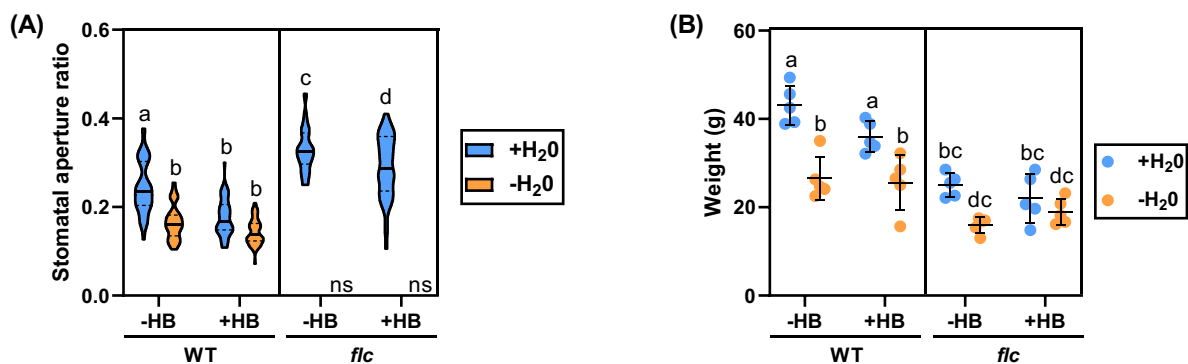 (A)
Stomatal aperture ratio
0.6
0.4
0.2
0.0
a
b
b
b
c
d
ns
ns
-HB
+HB
-HB
+HB
WT
flc
+H₂0
-H₂0
(B)
Weight (g)
60
40
20
0
a
b
a
b
bc
dc
bc
dc
-HB
+HB
-HB
+HB
WT
flc
+H₂0
-H₂0